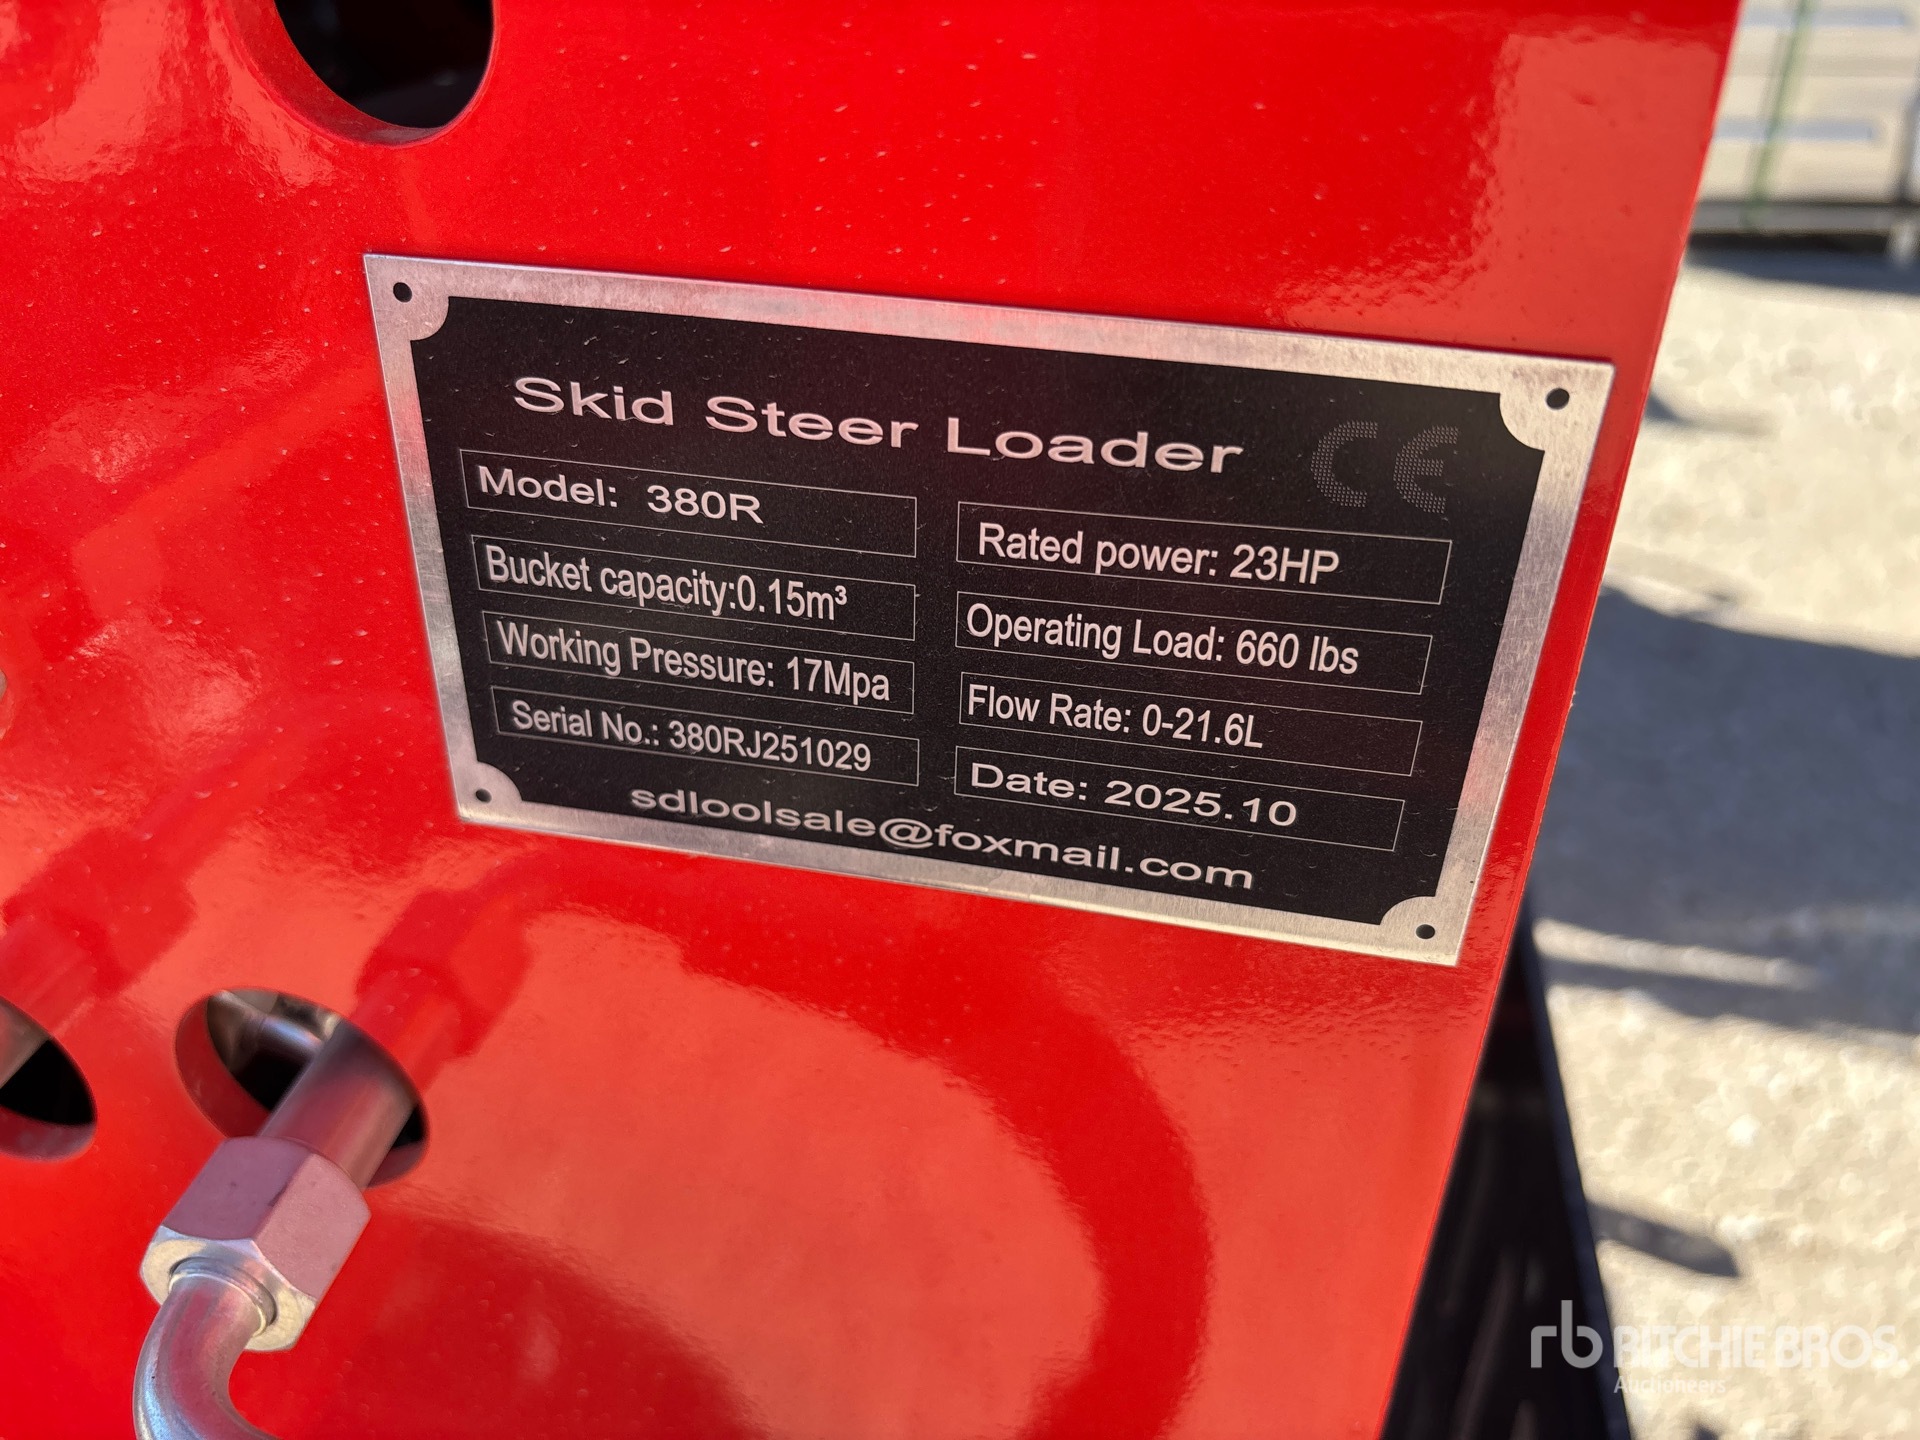 Skid Steer Loader CE
Model: 380R
Rated power: 23HP
Bucket capacity:0.15m³
Operating Load: 660 lbs
Working Pressure: 17Mpa
Flow Rate: 0-21.6L
Serial No.: 380RJ251029
Date: 2025.10
sdloolsale@foxmail.com
rb RITCHIE BROS.
Auctioneers